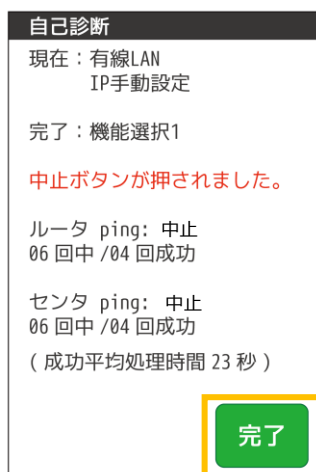 自己診断
現在：有線LAN
IP手動設定
完了：機能選択1
中止ボタンが押されました。
ルータ ping: 中止
06 回中 /04 回成功
センタ ping: 中止
06 回中 /04 回成功
( 成功平均処理時間 23 秒 )
完了